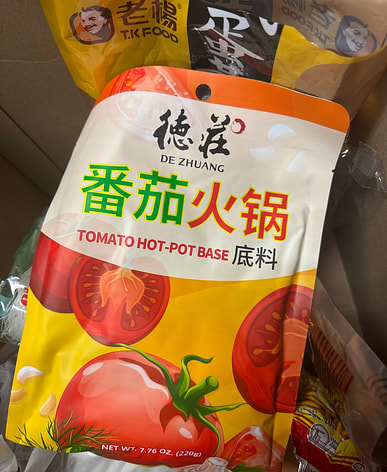 老楊
T.K FOOD
德莊
DE ZHUANG
番茄火锅
TOMATO HOT-POT BASE 底料
NET WT. 7.76 OZ. (220g)